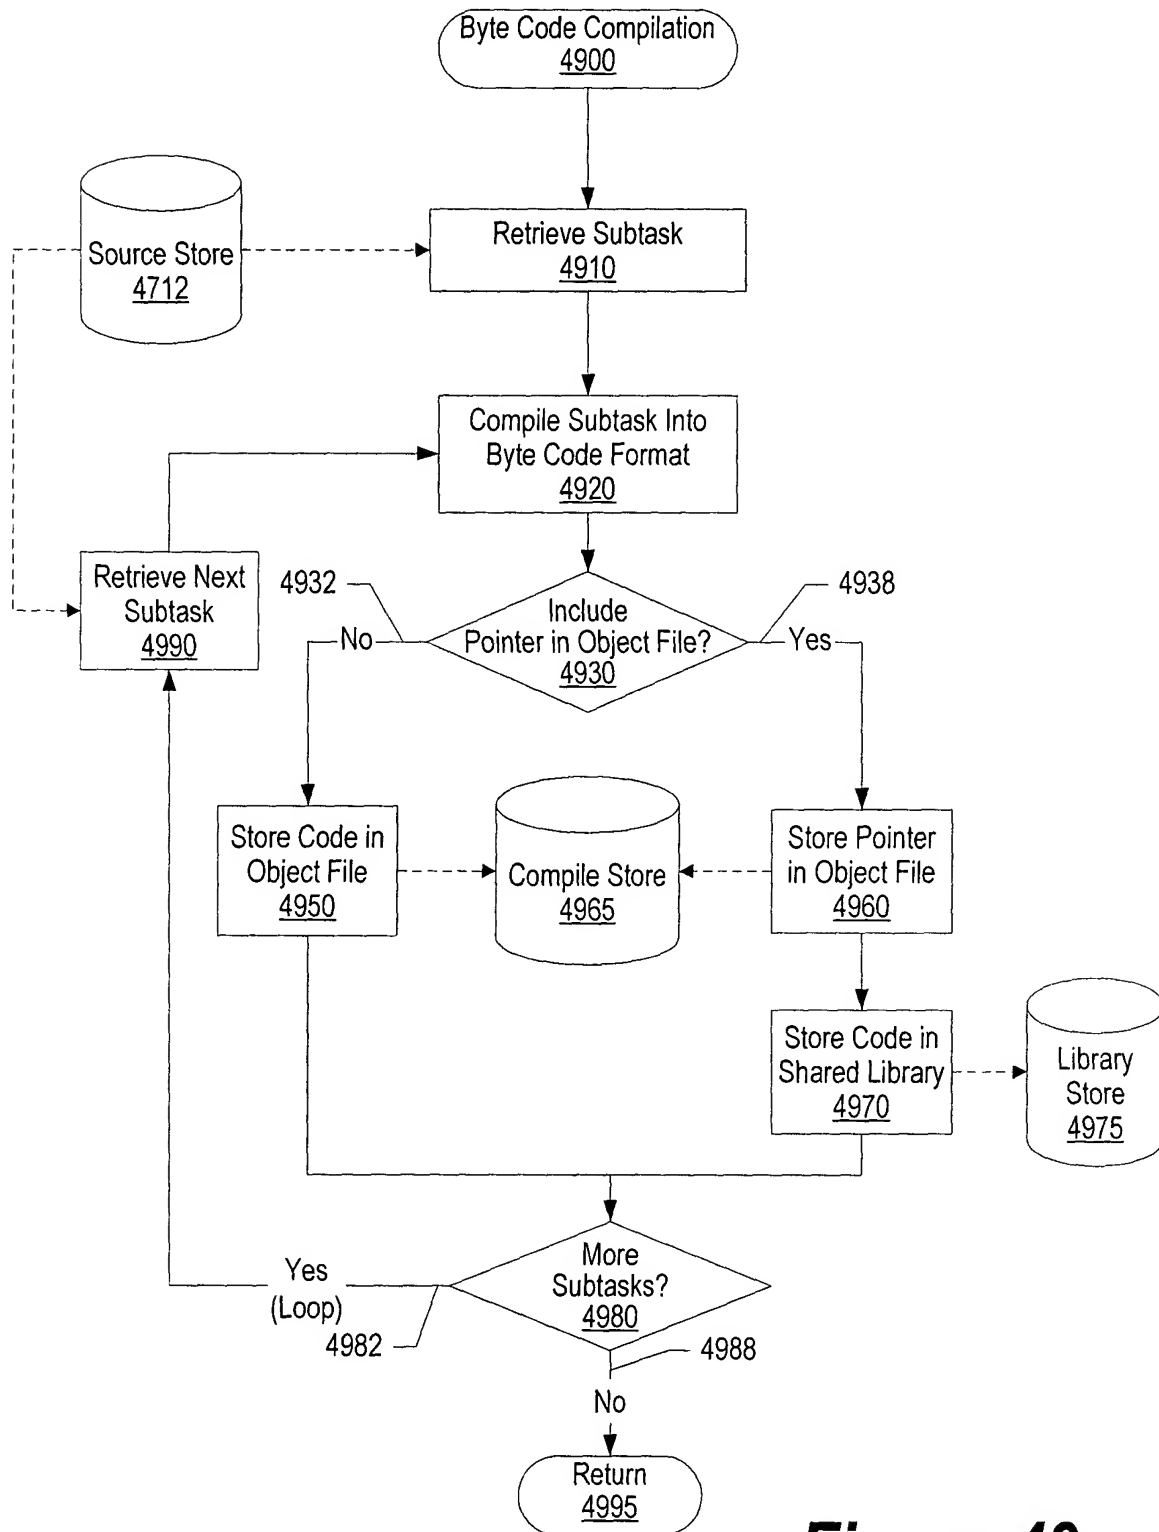 Byte Code Compilation
4900
Source Store
4712
Retrieve Subtask
4910
Compile Subtask Into
Byte Code Format
4920
Retrieve Next
Subtask
4990
4932
4938
Include
Pointer in Object File?
4930
No
Yes
Store Code in
Object File
4950
Compile Store
4965
Store Pointer
in Object File
4960
Store Code in
Shared Library
4970
Library
Store
4975
More
Subtasks?
4980
Yes
(Loop)
4982
4988
No
Return
4995